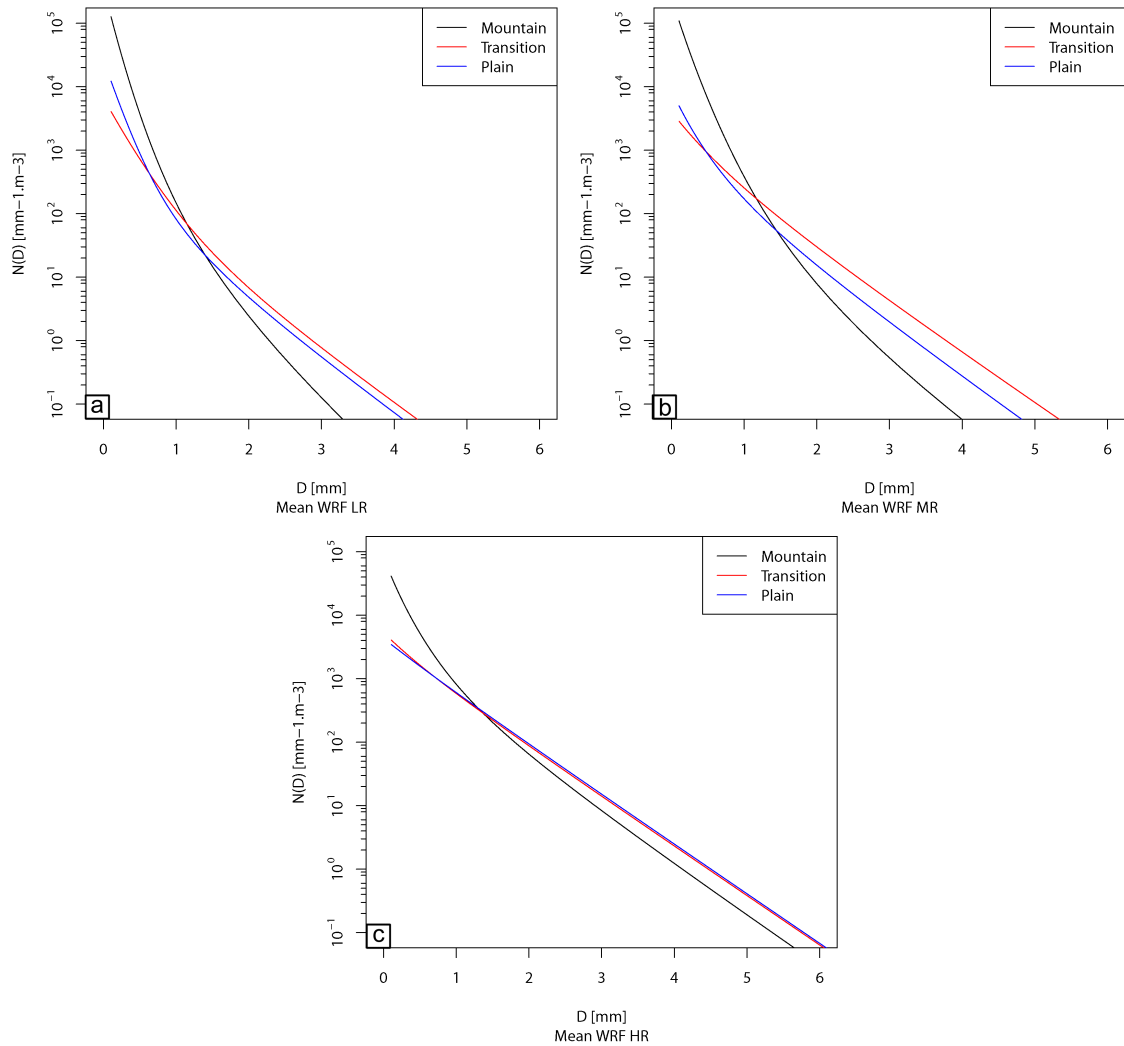 Mountain
Transition
Plain
N(D) [mm−1.m−3]
10^5
10^4
10^3
10^2
10^1
10^0
10^−1
a
0 1 2 3 4 5 6
D [mm]
Mean WRF LR
Mountain
Transition
Plain
N(D) [mm−1.m−3]
10^5
10^4
10^3
10^2
10^1
10^0
10^−1
b
0 1 2 3 4 5 6
D [mm]
Mean WRF MR
Mountain
Transition
Plain
N(D) [mm−1.m−3]
10^5
10^4
10^3
10^2
10^1
10^0
10^−1
c
0 1 2 3 4 5 6
D [mm]
Mean WRF HR